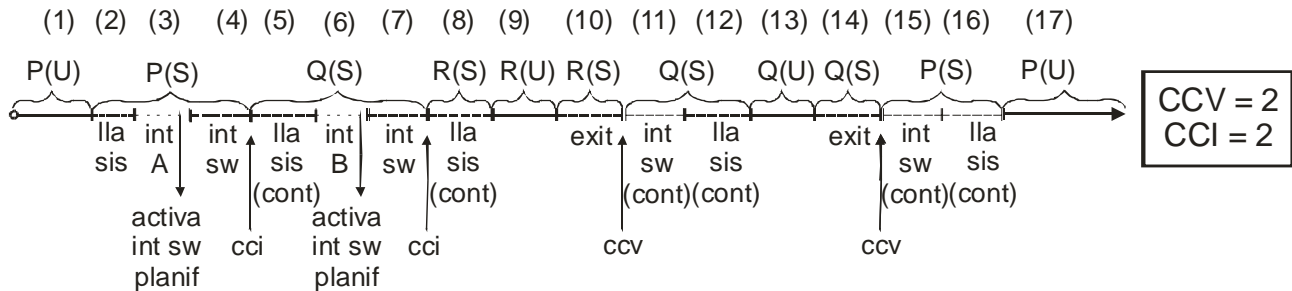 (1) (2) (3) (4) (5) (6) (7) (8) (9) (10) (11) (12) (13) (14) (15) (16) (17)
P(U) P(S) Q(S) R(S) R(U) R(S) Q(S) Q(U) Q(S) P(S) P(U)
lla int int lla int int lla exit int lla exit int lla
sis A sw sis B sw sis sw sis sw sis
(cont) (cont) (cont) (cont) (cont) (cont)
activa activa
int sw cci int sw cci ccv ccv
planif planif
CCV = 2
CCI = 2